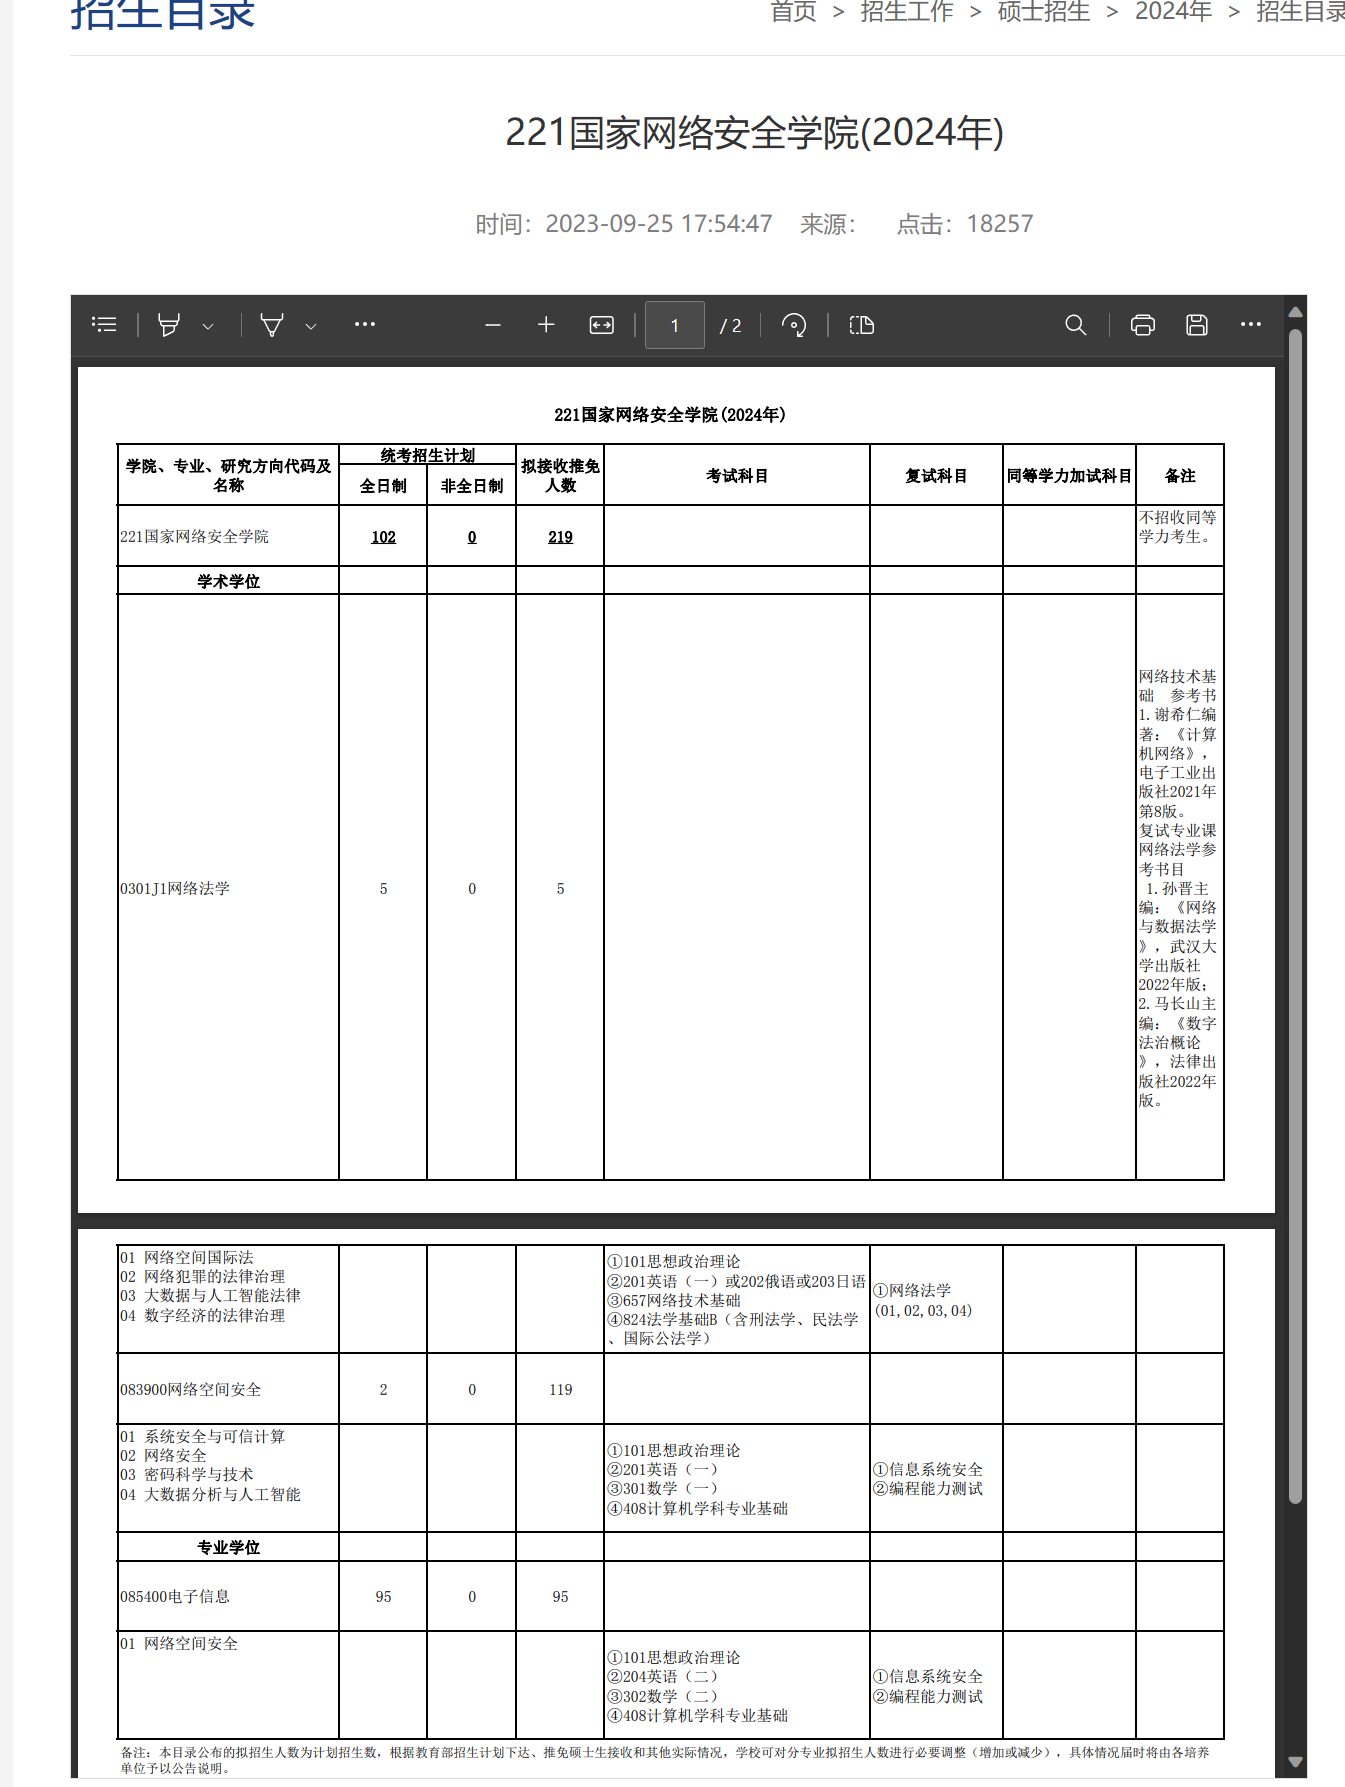 招生目录
首页 > 招生工作 > 硕士招生 > 2024年 > 招生目录
221国家网络安全学院(2024年)
时间：2023-09-25 17:54:47 来源： 点击：18257
1 / 2
221国家网络安全学院(2024年)
学院、专业、研究方向代码及
名称
统考招生计划
全日制
非全日制
拟接收推免
人数
考试科目
复试科目
同等学力加试科目
备注
221国家网络安全学院
102
0
219
不招收同等
学力考生。
学术学位
0301J1网络法学
5
0
5
网络技术基
础 参考书
1.谢希仁编
著：《计算
机网络》，
电子工业出
版社2021年
第8版。
复试专业课
网络法学参
考书目
1.孙晋主
编：《网络
与数据法学
》，武汉大
学出版社
2022年版；
2.马长山主
编：《数字
法治概论
》，法律出
版社2022年
版。
01 网络空间国际法
02 网络犯罪的法律治理
03 大数据与人工智能法律
04 数字经济的法律治理
①101思想政治理论
②201英语（一）或202俄语或203日语
③657网络技术基础
④824法学基础B（含刑法学、民法学
、国际公法学）
①网络法学
(01,02,03,04)
083900网络空间安全
2
0
119
01 系统安全与可信计算
02 网络安全
03 密码科学与技术
04 大数据分析与人工智能
①101思想政治理论
②201英语（一）
③301数学（一）
④408计算机学科专业基础
①信息系统安全
②编程能力测试
专业学位
085400电子信息
95
0
95
01 网络空间安全
①101思想政治理论
②204英语（二）
③302数学（二）
④408计算机学科专业基础
①信息系统安全
②编程能力测试
备注：本目录公布的拟招生人数为计划招生数，根据教育部招生计划下达、推免硕士生接收和其他实际情况，学校可对分专业拟招生人数进行必要调整（增加或减少），具体情况届时将由各培养
单位予以公告说明。